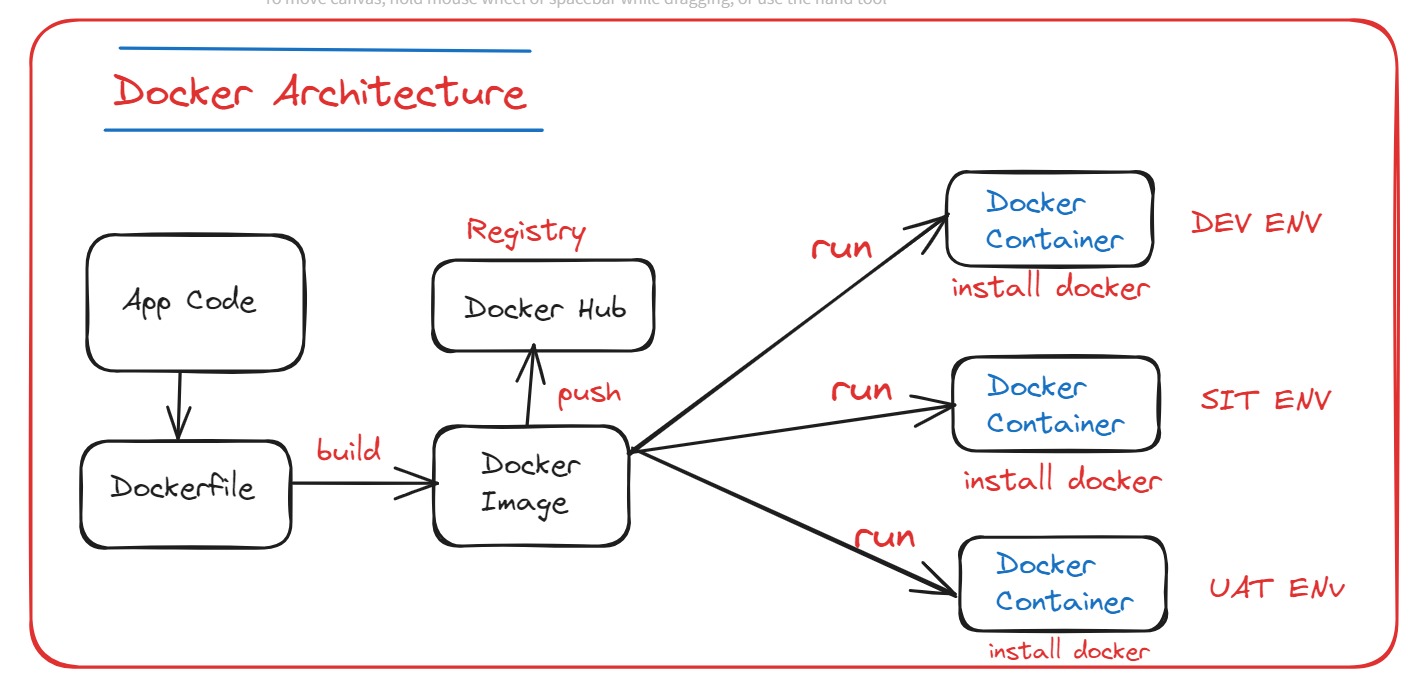 To move canvas, hold mouse wheel or spacebar while dragging, or use the hand tool
Docker Architecture
App Code
Dockerfile
build
Registry
Docker Hub
push
Docker
Image
run
Docker
Container
DEV ENV
install docker
run
Docker
Container
SIT ENV
install docker
run
Docker
Container
UAT ENv
install docker